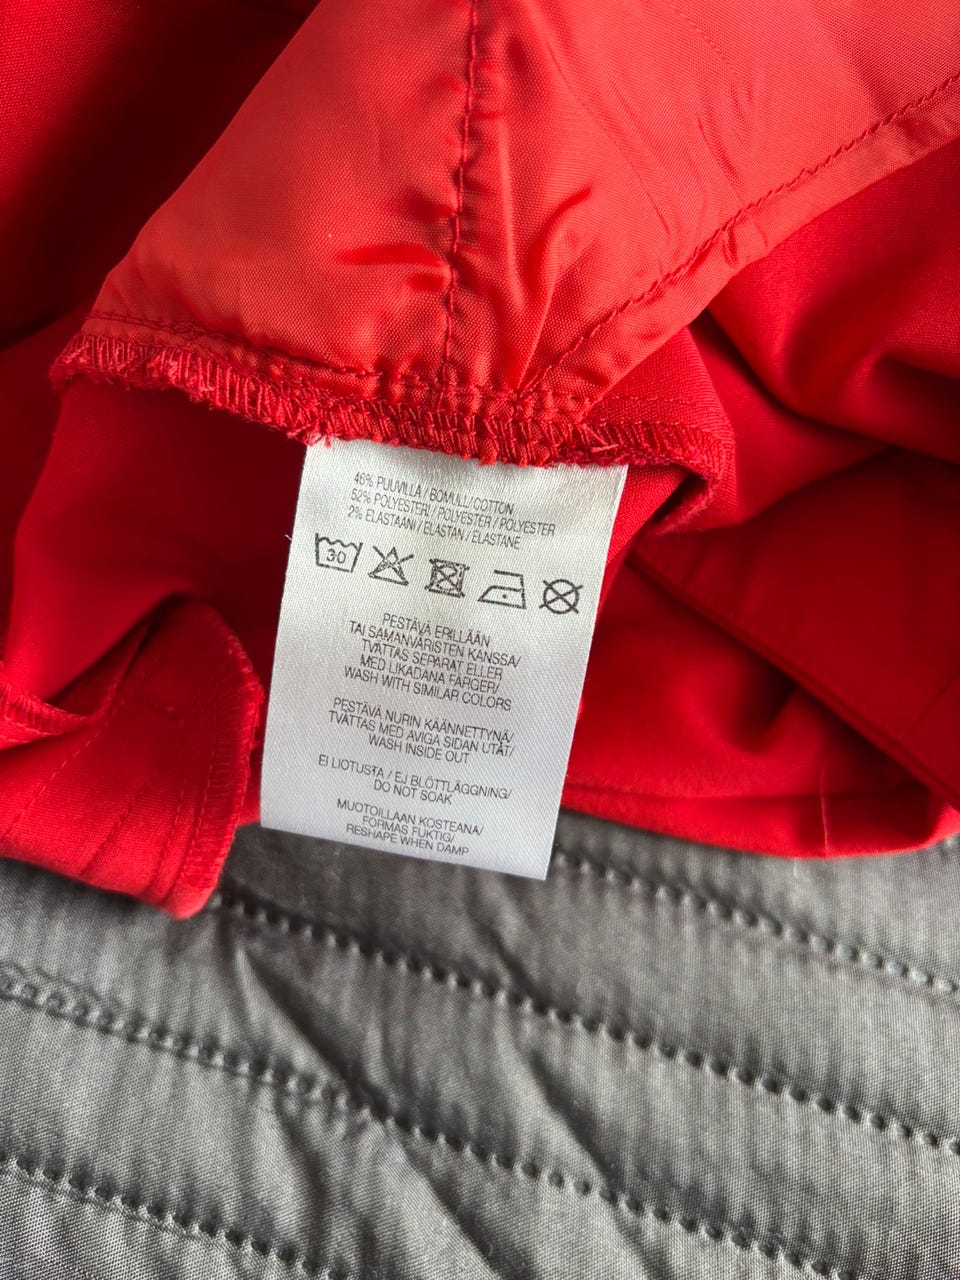 46% PUUVILLA / BOMULL / COTTON
52% POLYESTERI / POLYESTER / POLYESTER
2% ELASTAANI / ELASTAN / ELASTANE
30
PESTÄVÄ ERILLÄÄN
TAI SAMANVÄRISTEN KANSSA/
TVÄTTAS SEPARAT ELLER
MED LIKADANA FÄRGER/
WASH WITH SIMILAR COLORS
PESTÄVÄ NURIN KÄÄNNETTYNÄ/
TVÄTTAS MED AVIGA SIDAN UTÅT/
WASH INSIDE OUT
EI LIOTUSTA / EJ BLÖTTLÄGGNING/
DO NOT SOAK
MUOTOILLAAN KOSTEANA/
FORMAS FUKTIG/
RESHAPE WHEN DAMP